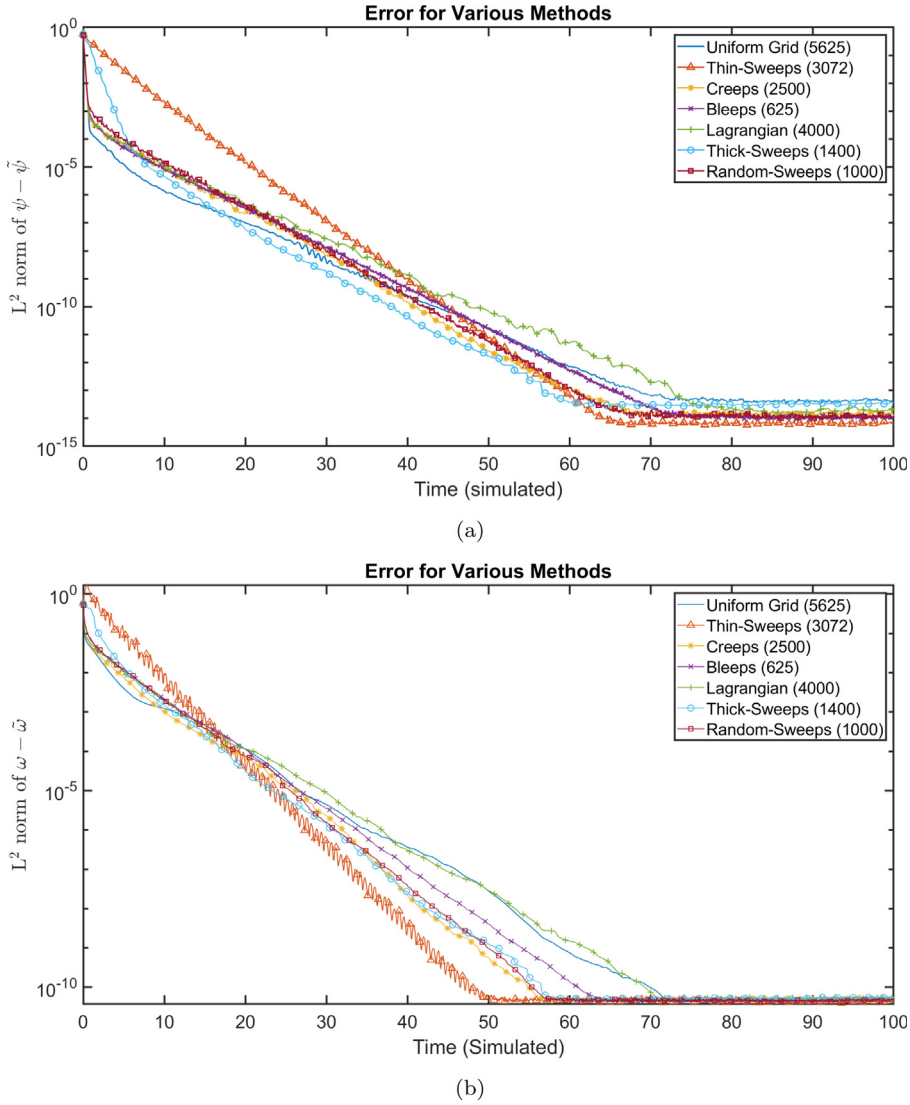 Error for Various Methods
10^0
10^-5
10^-10
10^-15
L^2 norm of ψ − ψ̃
Uniform Grid (5625)
Thin-Sweeps (3072)
Creeps (2500)
Bleeps (625)
Lagrangian (4000)
Thick-Sweeps (1400)
Random-Sweeps (1000)
0 10 20 30 40 50 60 70 80 90 100
Time (simulated)
(a)
Error for Various Methods
10^0
10^-5
10^-10
L^2 norm of ω − ω̃
Uniform Grid (5625)
Thin-Sweeps (3072)
Creeps (2500)
Bleeps (625)
Lagrangian (4000)
Thick-Sweeps (1400)
Random-Sweeps (1000)
0 10 20 30 40 50 60 70 80 90 100
Time (Simulated)
(b)